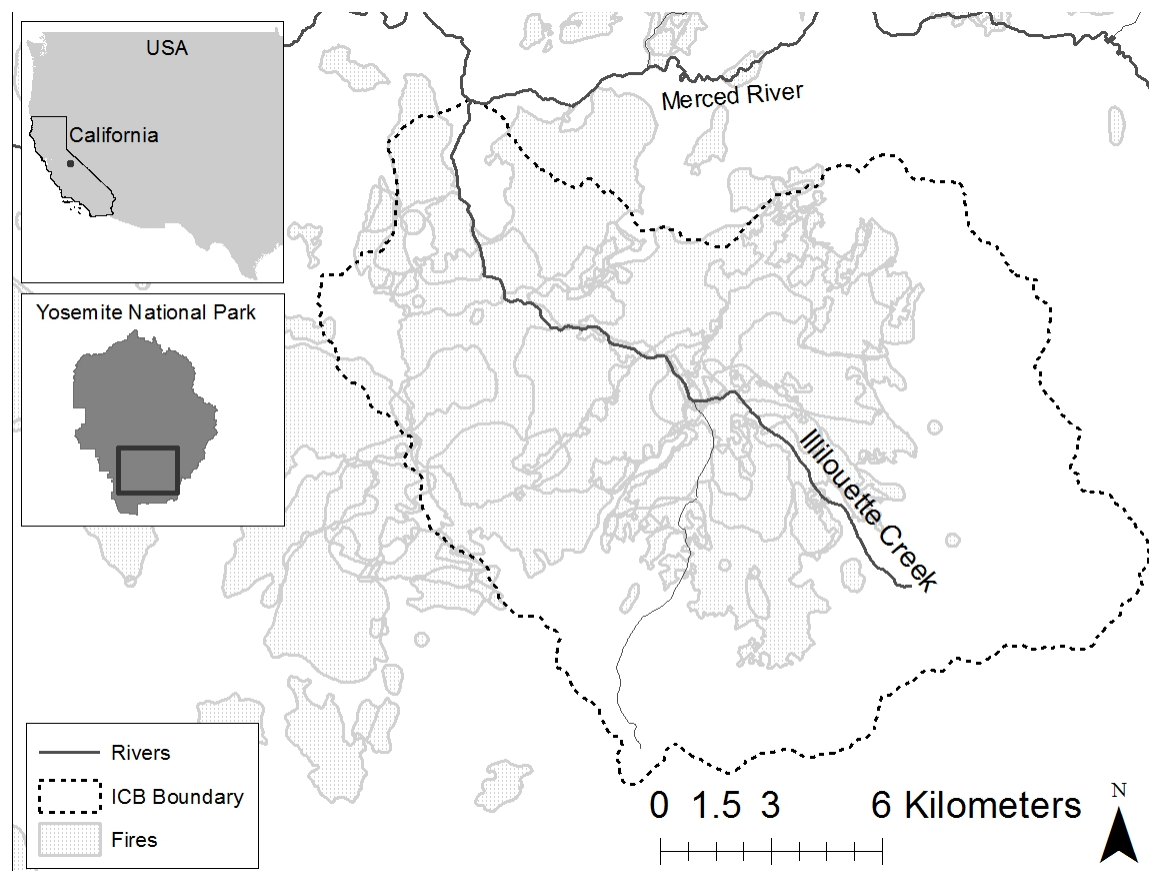 USA
California
Merced River
Yosemite National Park
Illilouette Creek
Rivers
ICB Boundary
Fires
0 1.5 3 6 Kilometers
N